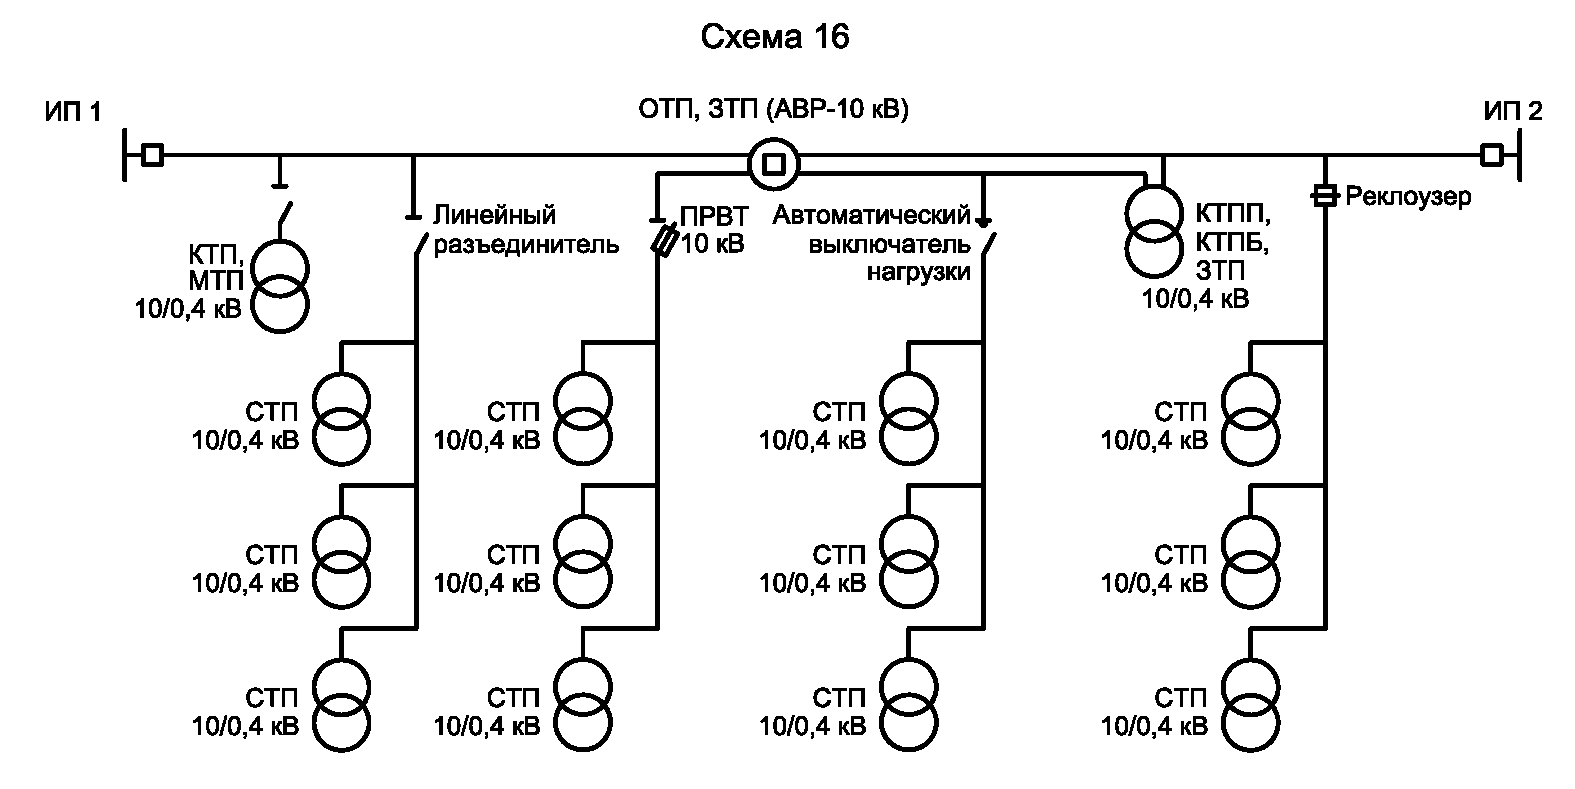 Схема 16
ИП 1
ОТП, ЗТП (АВР-10 кВ)
ИП 2
Линейный
разъединитель
ПРВТ
10 кВ
Автоматический
выключатель
нагрузки
КТПП,
КТПБ,
ЗТП
10/0,4 кВ
Реклоузер
КТП,
МТП
10/0,4 кВ
СТП
10/0,4 кВ
СТП
10/0,4 кВ
СТП
10/0,4 кВ
СТП
10/0,4 кВ
СТП
10/0,4 кВ
СТП
10/0,4 кВ
СТП
10/0,4 кВ
СТП
10/0,4 кВ
СТП
10/0,4 кВ
СТП
10/0,4 кВ
СТП
10/0,4 кВ
СТП
10/0,4 кВ